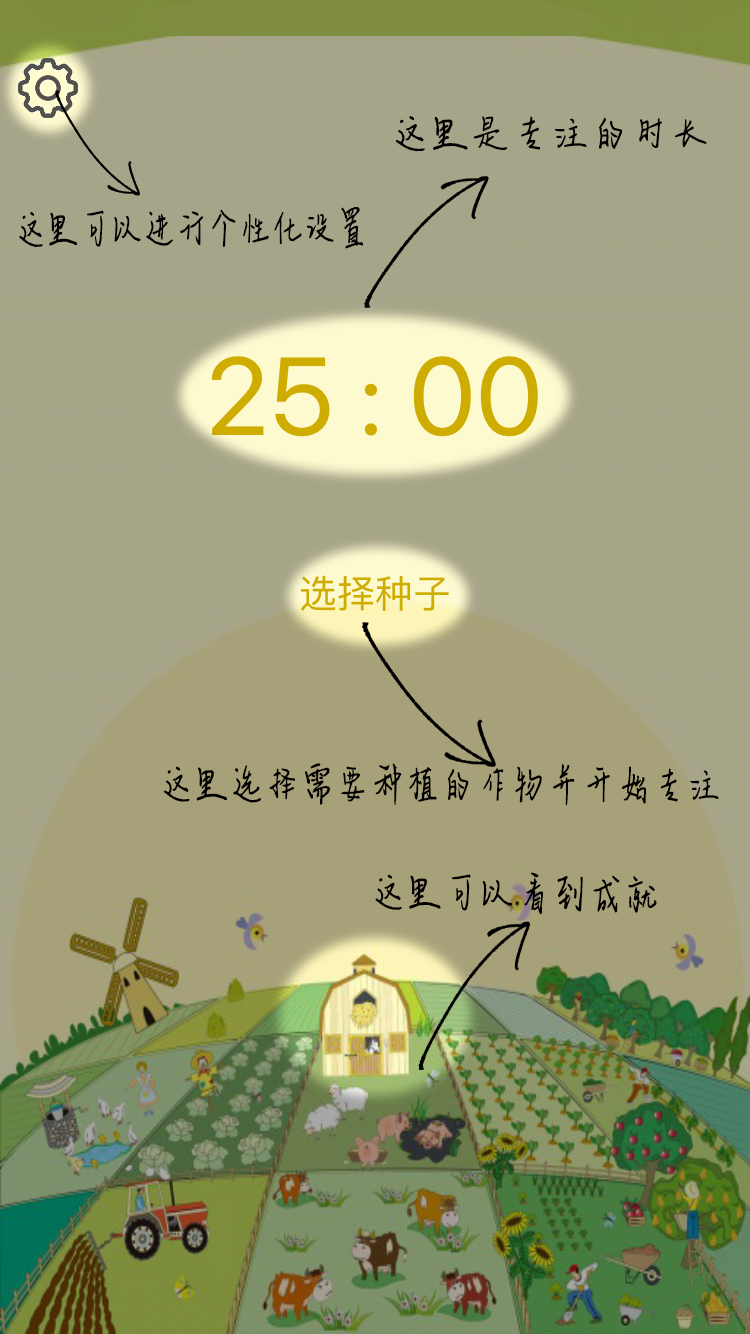 这里是专注的时长
这里可以进行个性化设置
25:00
选择种子
这里选择需要种植的作物并开始专注
这里可以看到成就